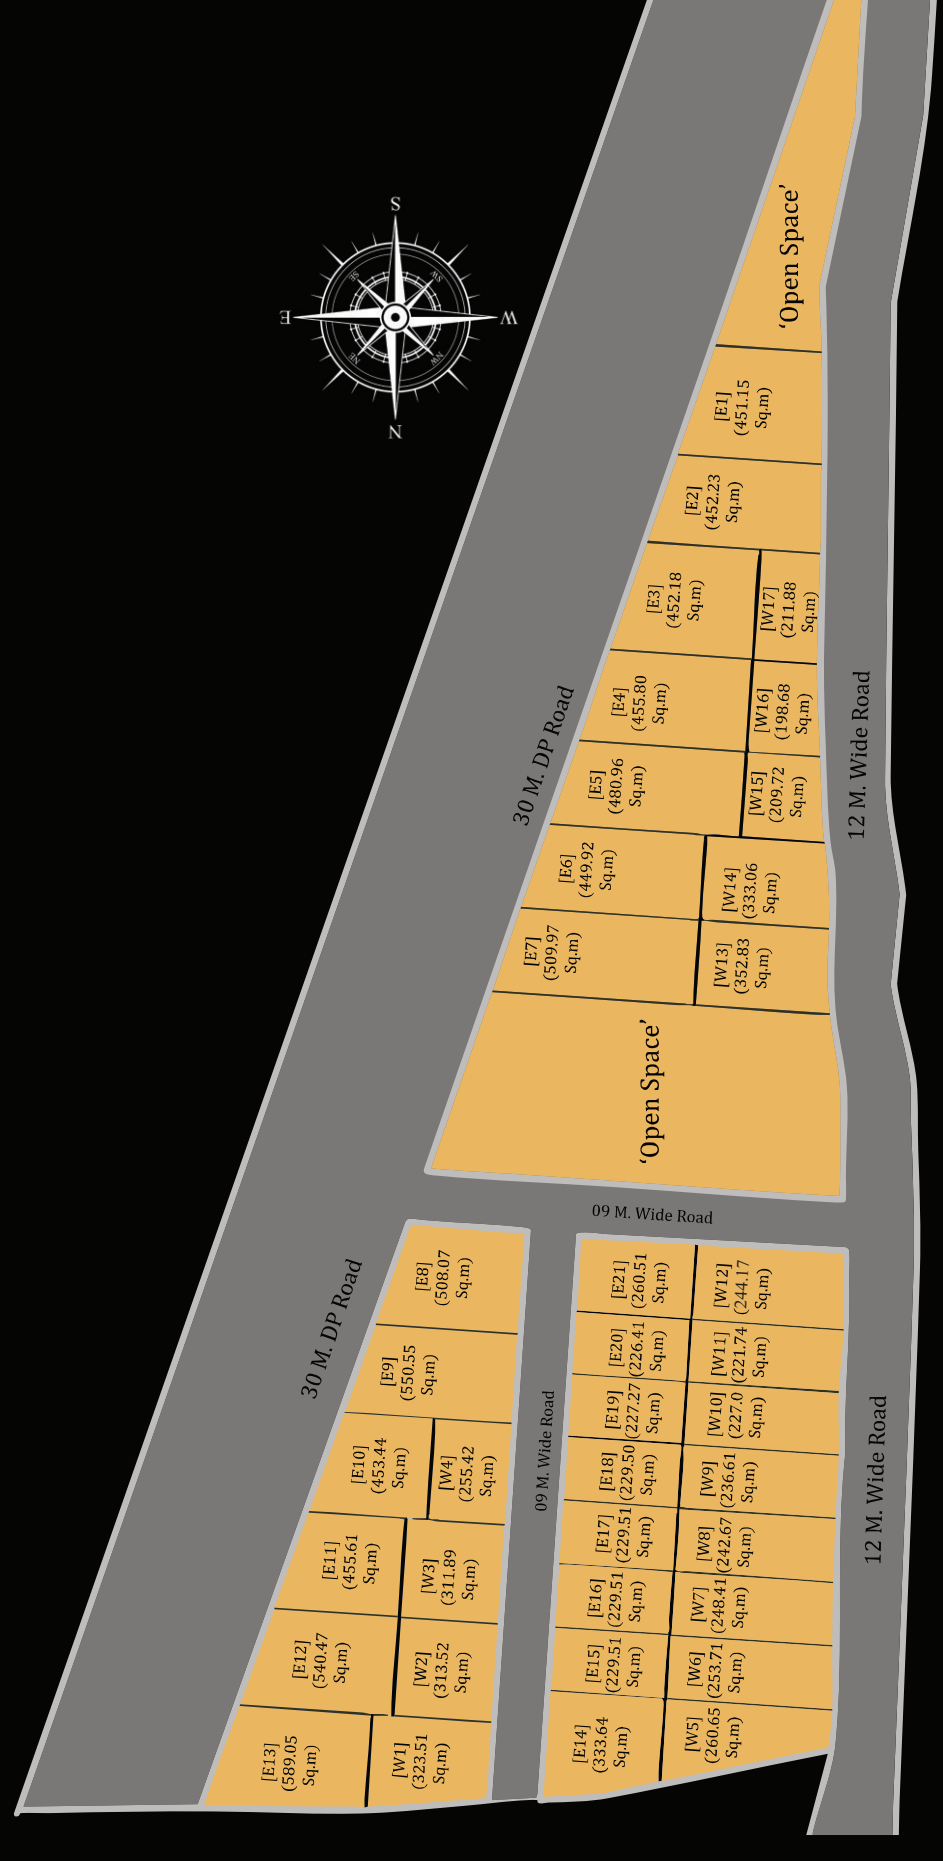 S
SE
SW
E
W
NE
NW
N
'Open Space'
[E1]
(451.15
Sq.m)
[E2]
(452.23
Sq.m)
[E3]
(452.18
Sq.m)
[W17]
(211.88
Sq.m)
[E4]
(455.80
Sq.m)
[W16]
(198.68
Sq.m)
30 M. DP Road
12 M. Wide Road
[E5]
(480.96
Sq.m)
[W15]
(209.72
Sq.m)
[E6]
(449.92
Sq.m)
[W14]
(333.06
Sq.m)
[E7]
(509.97
Sq.m)
[W13]
(352.83
Sq.m)
'Open Space'
09 M. Wide Road
[E8]
(508.07
Sq.m)
[E21]
(260.51
Sq.m)
[W12]
(244.17
Sq.m)
30 M. DP Road
[E9]
(550.55
Sq.m)
[E20]
(226.41
Sq.m)
[W11]
(221.74
Sq.m)
[E19]
(227.27
Sq.m)
[W10]
(227.0
Sq.m)
[E10]
(453.44
Sq.m)
[W4]
(255.42
Sq.m)
09 M. Wide Road
[E18]
(229.50
Sq.m)
[W9]
(236.61
Sq.m)
12 M. Wide Road
[E11]
(455.61
Sq.m)
[W3]
(311.89
Sq.m)
[E17]
(229.51
Sq.m)
[W8]
(242.67
Sq.m)
[E16]
(229.51
Sq.m)
[W7]
(248.41
Sq.m)
[E12]
(540.47
Sq.m)
[W2]
(313.52
Sq.m)
[E15]
(229.51
Sq.m)
[W6]
(253.71
Sq.m)
[E13]
(589.05
Sq.m)
[W1]
(323.51
Sq.m)
[E14]
(333.64
Sq.m)
[W5]
(260.65
Sq.m)